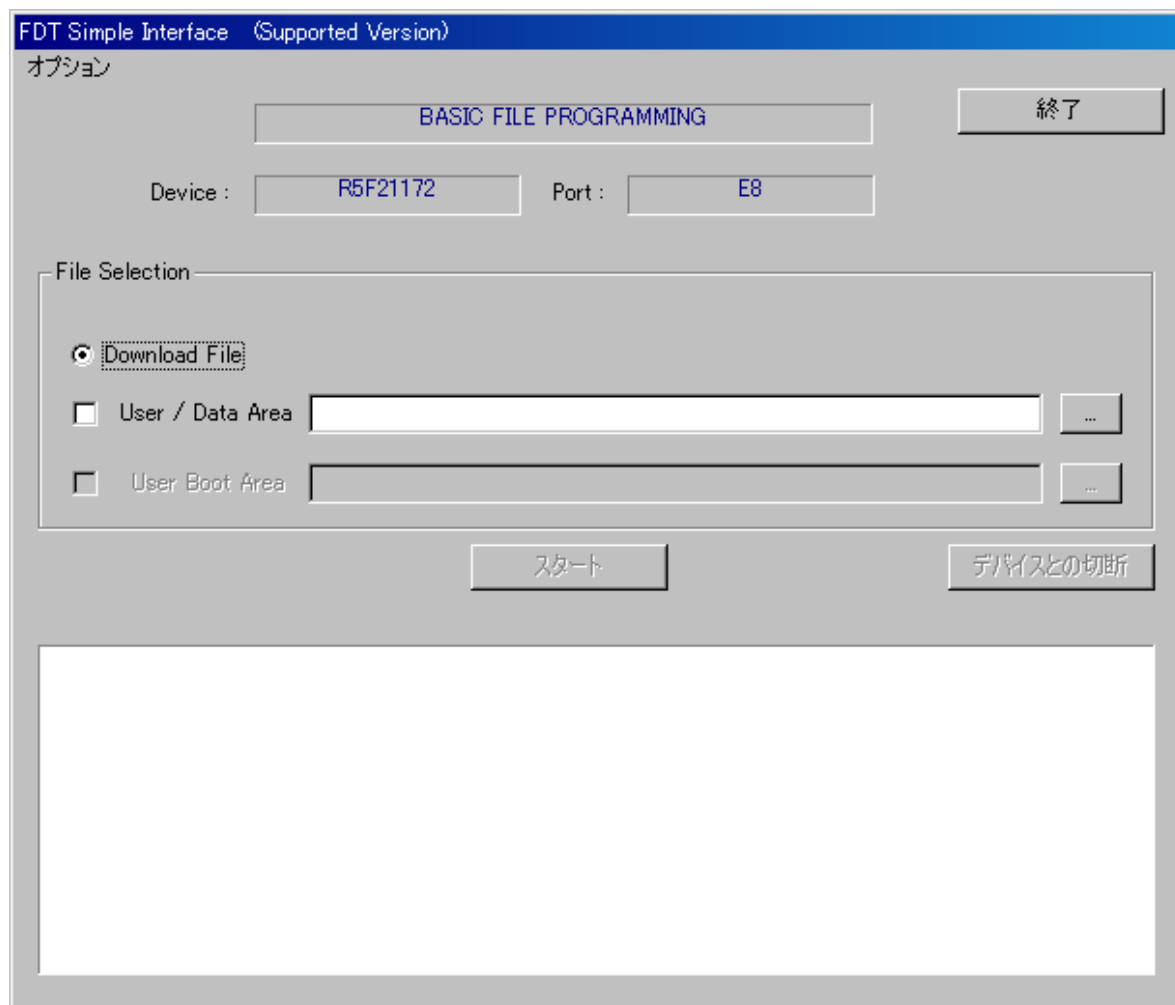 FDT Simple Interface (Supported Version)
オプション
BASIC FILE PROGRAMMING
終了
Device : R5F21172 Port : E8
File Selection
Download File
User / Data Area ...
User Boot Area ...
スタート デバイスとの切断